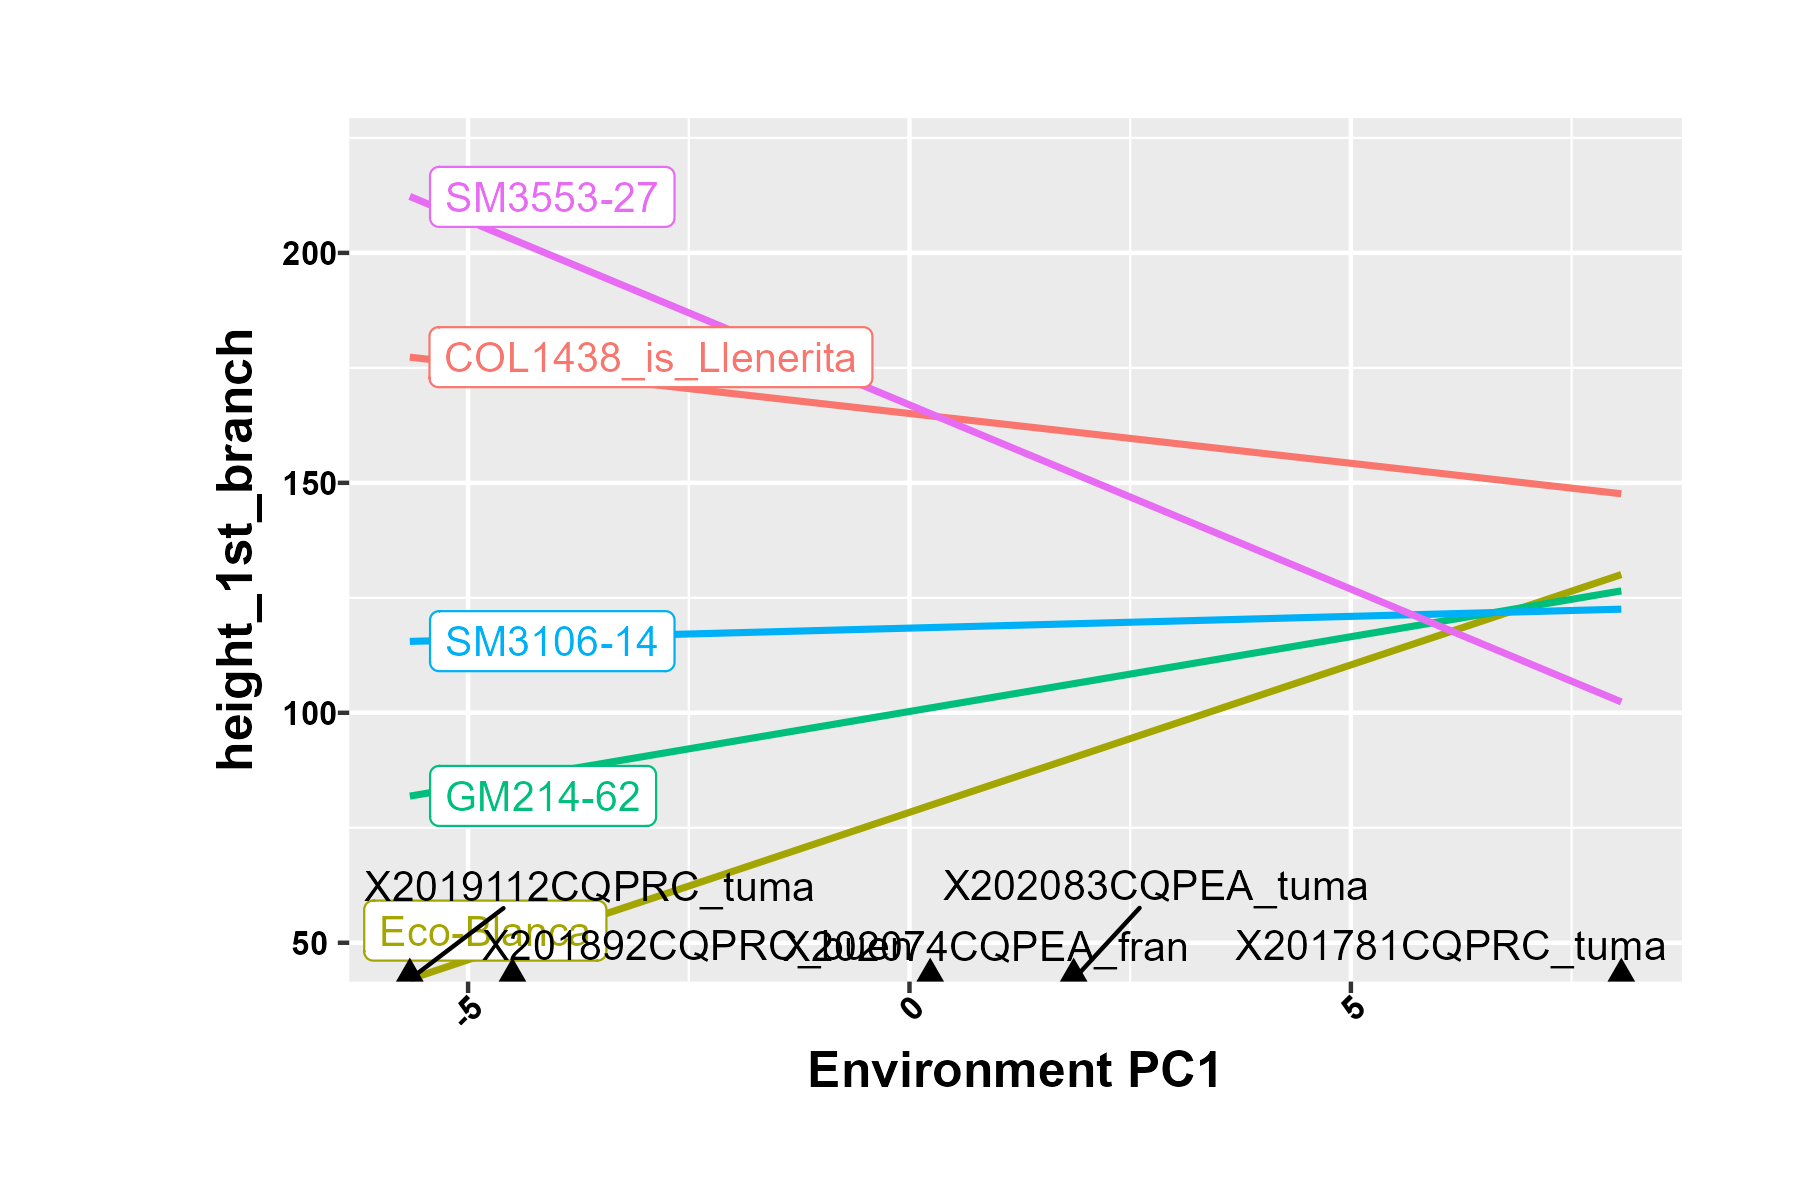 SM3553-27
200
COL1438_is_Llenerita
150
height_1st_branch
SM3106-14
100
GM214-62
X2019112CQPRC_tuma
X202083CQPEA_tuma
Eco-Blanca
50
X201892CQPRC_buen
X202074CQPEA_fran
X201781CQPRC_tuma
-5
0
5
Environment PC1